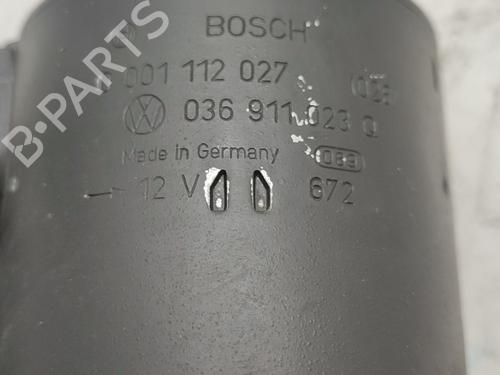 BOSCH
001 112 027
036 911 023 Q
Made in Germany
12 V 672
B-PARTS